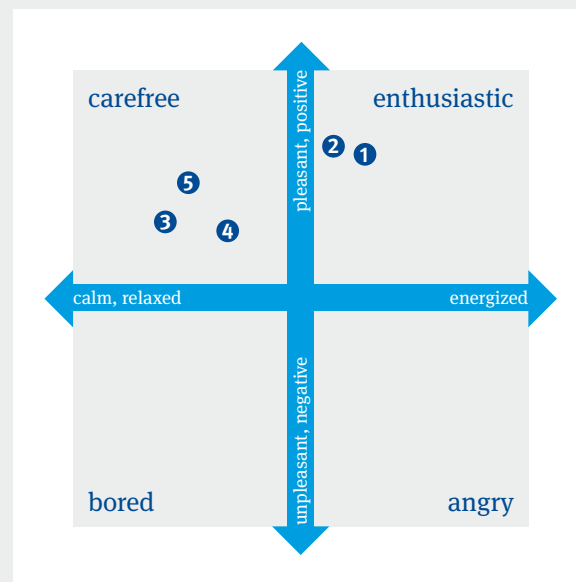 carefree
enthusiastic
pleasant, positive
2
1
5
3
4
calm, relaxed
energized
unpleasant, negative
bored
angry